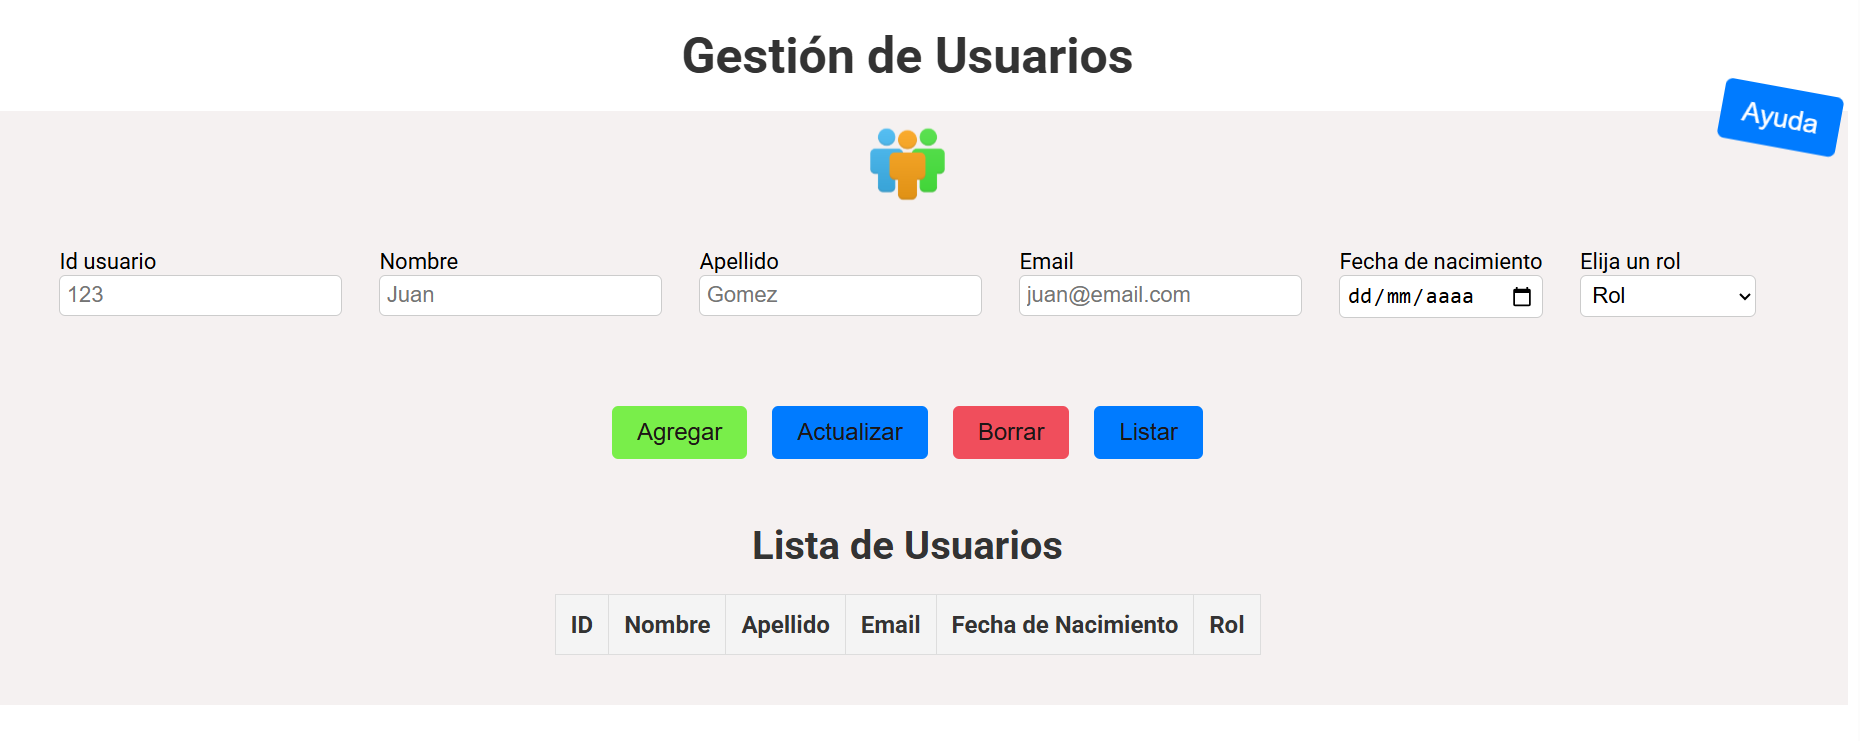 Gestión de Usuarios
Ayuda
Id usuario Nombre Apellido Email Fecha de nacimiento Elija un rol
123 Juan Gomez juan@email.com dd/mm/aaaa Rol
Agregar Actualizar Borrar Listar
Lista de Usuarios
ID Nombre Apellido Email Fecha de Nacimiento Rol